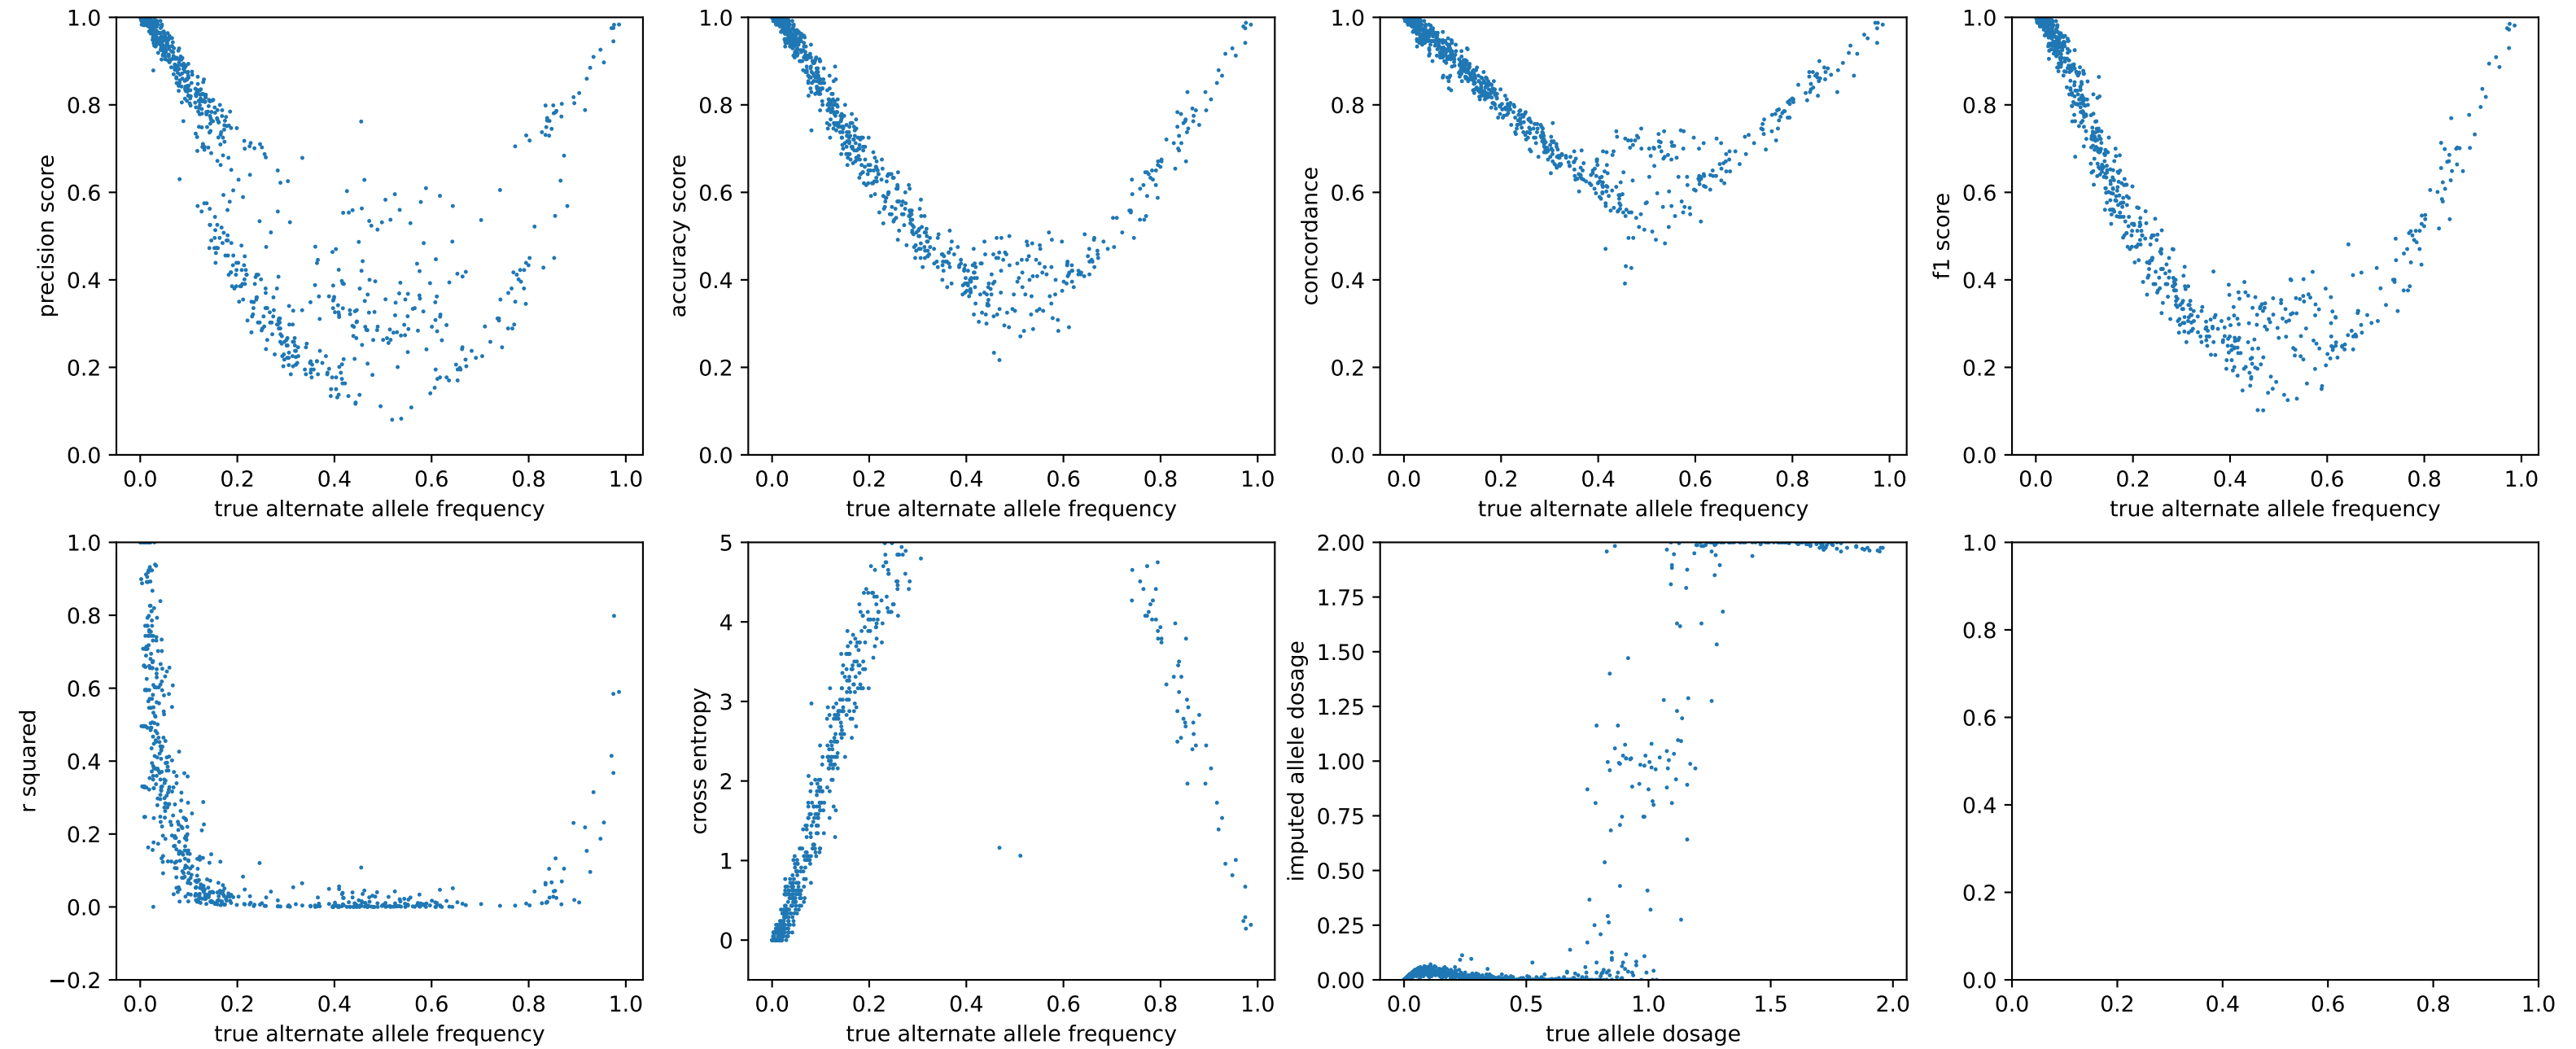 1.0
0.8
0.6
0.4
0.2
0.0
precision score
0.0 0.2 0.4 0.6 0.8 1.0
true alternate allele frequency
1.0
0.8
0.6
0.4
0.2
0.0
accuracy score
0.0 0.2 0.4 0.6 0.8 1.0
true alternate allele frequency
1.0
0.8
0.6
0.4
0.2
0.0
concordance
0.0 0.2 0.4 0.6 0.8 1.0
true alternate allele frequency
1.0
0.8
0.6
0.4
0.2
0.0
f1 score
0.0 0.2 0.4 0.6 0.8 1.0
true alternate allele frequency
1.0
0.8
0.6
0.4
0.2
0.0
−0.2
r squared
0.0 0.2 0.4 0.6 0.8 1.0
true alternate allele frequency
5
4
3
2
1
0
cross entropy
0.0 0.2 0.4 0.6 0.8 1.0
true alternate allele frequency
2.00
1.75
1.50
1.25
1.00
0.75
0.50
0.25
0.00
imputed allele dosage
0.0 0.5 1.0 1.5 2.0
true allele dosage
1.0
0.8
0.6
0.4
0.2
0.0
0.0 0.2 0.4 0.6 0.8 1.0